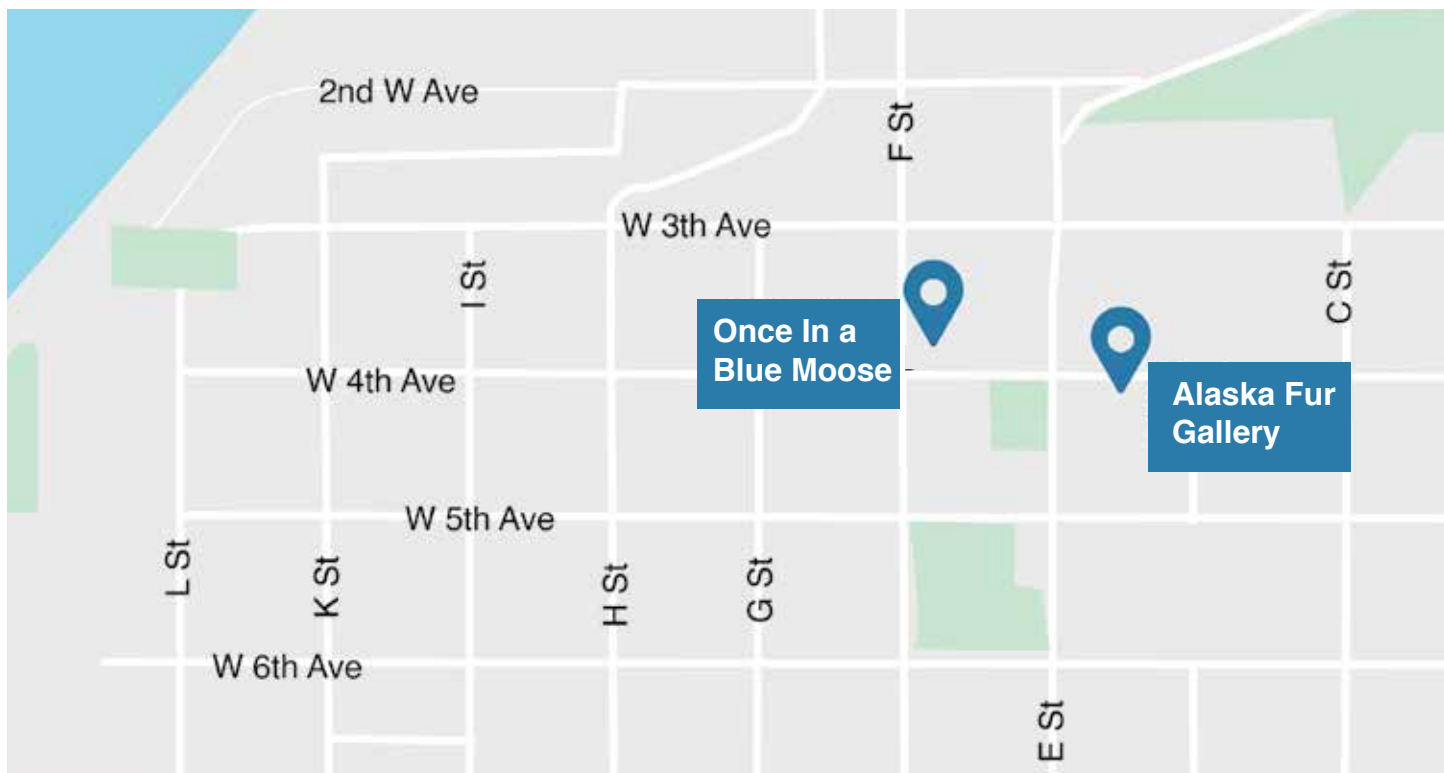 2nd W Ave
F St
W 3th Ave
I St
C St
Once In a
Blue Moose
W 4th Ave
Alaska Fur
Gallery
W 5th Ave
L St
K St
H St
G St
W 6th Ave
E St